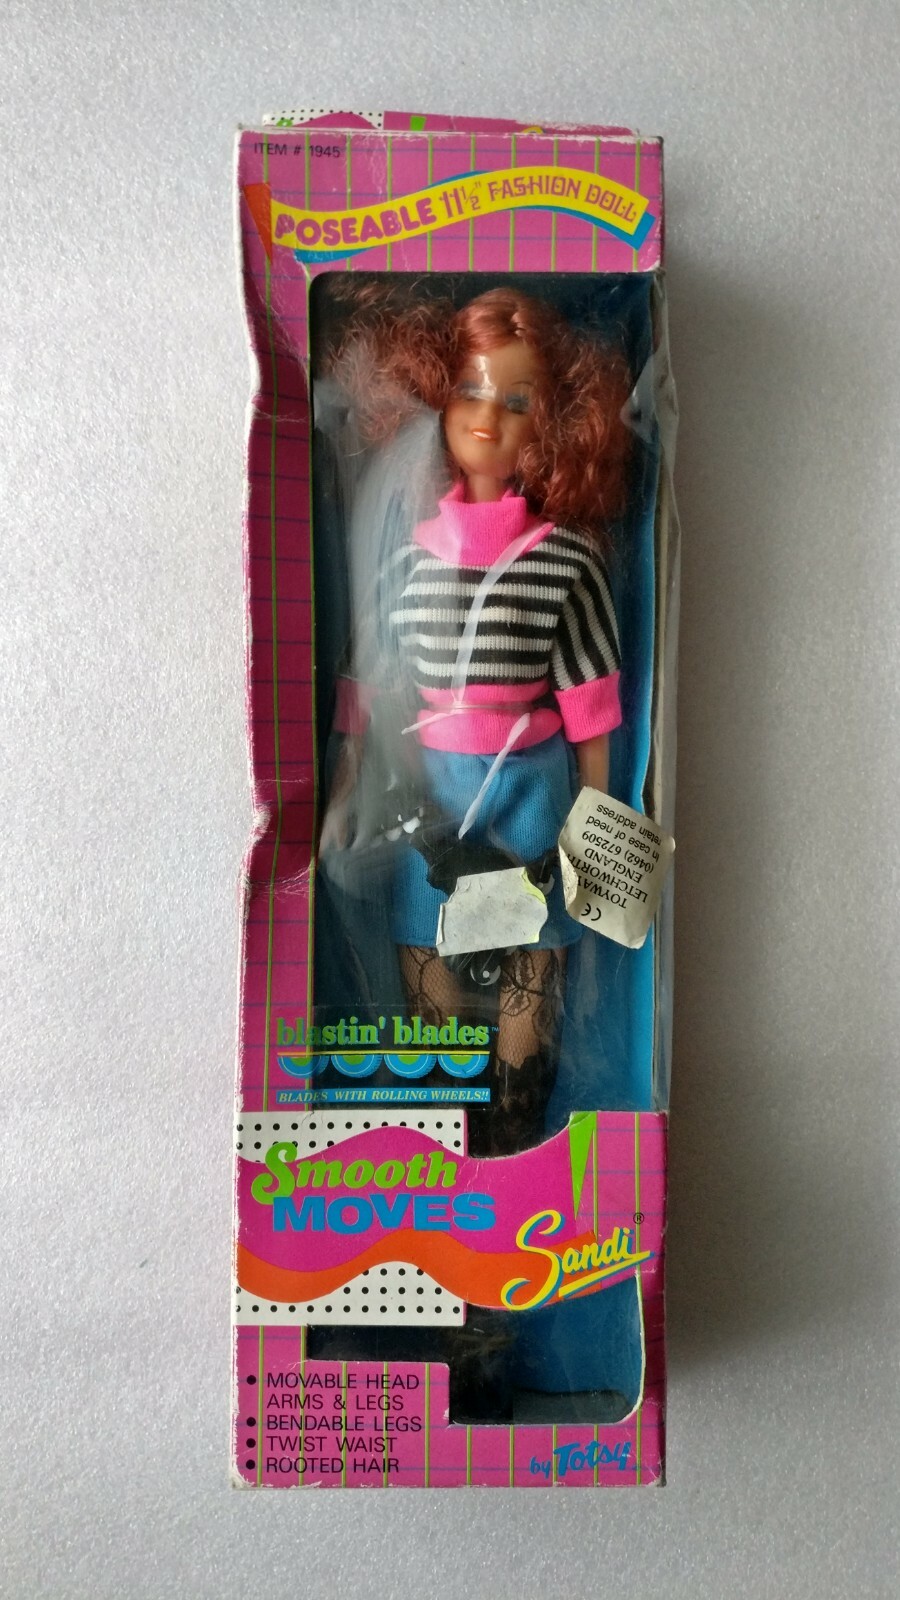 ITEM # 1945
POSEABLE 11½" FASHION DOLL
retain address
in case of need
(0462) 672509
ENGLAND
LETCHWORTH
CE
blastin' blades™
BLADES WITH ROLLING WHEELS!!
Smooth
MOVES
Sandi®
• MOVABLE HEAD
ARMS & LEGS
• BENDABLE LEGS
• TWIST WAIST
• ROOTED HAIR
by Totsy